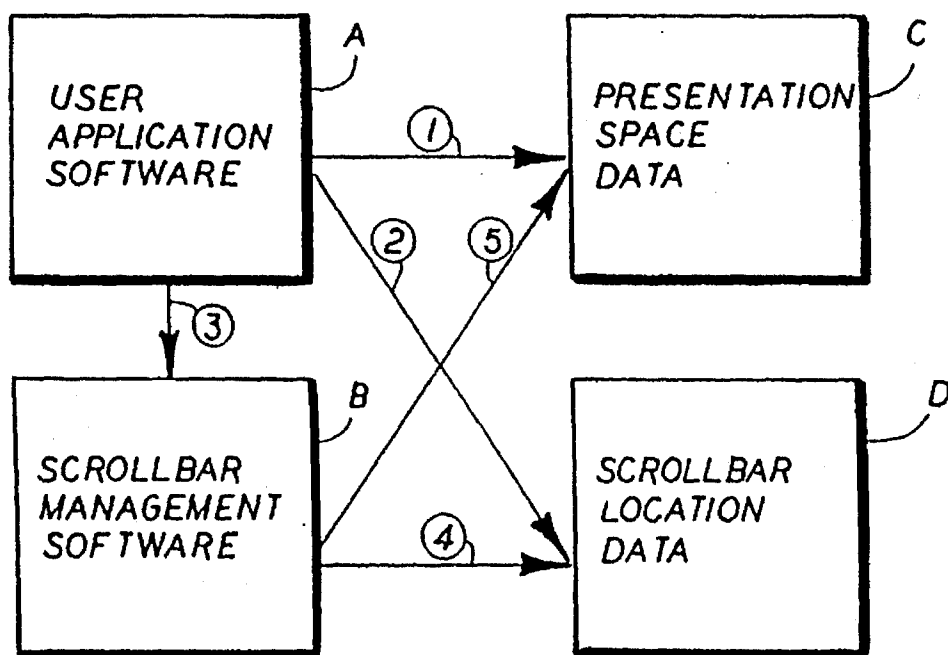 A
USER
APPLICATION
SOFTWARE
C
PRESENTATION
SPACE
DATA
1
2
5
3
B
SCROLLBAR
MANAGEMENT
SOFTWARE
D
SCROLLBAR
LOCATION
DATA
4